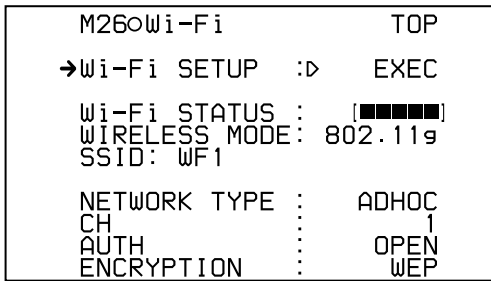 M26○Wi-Fi TOP
➔Wi-Fi SETUP :▷ EXEC
Wi-Fi STATUS : [■■■■■]
WIRELESS MODE: 802.11g
SSID: WF1
NETWORK TYPE : ADHOC
CH : 1
AUTH : OPEN
ENCRYPTION : WEP